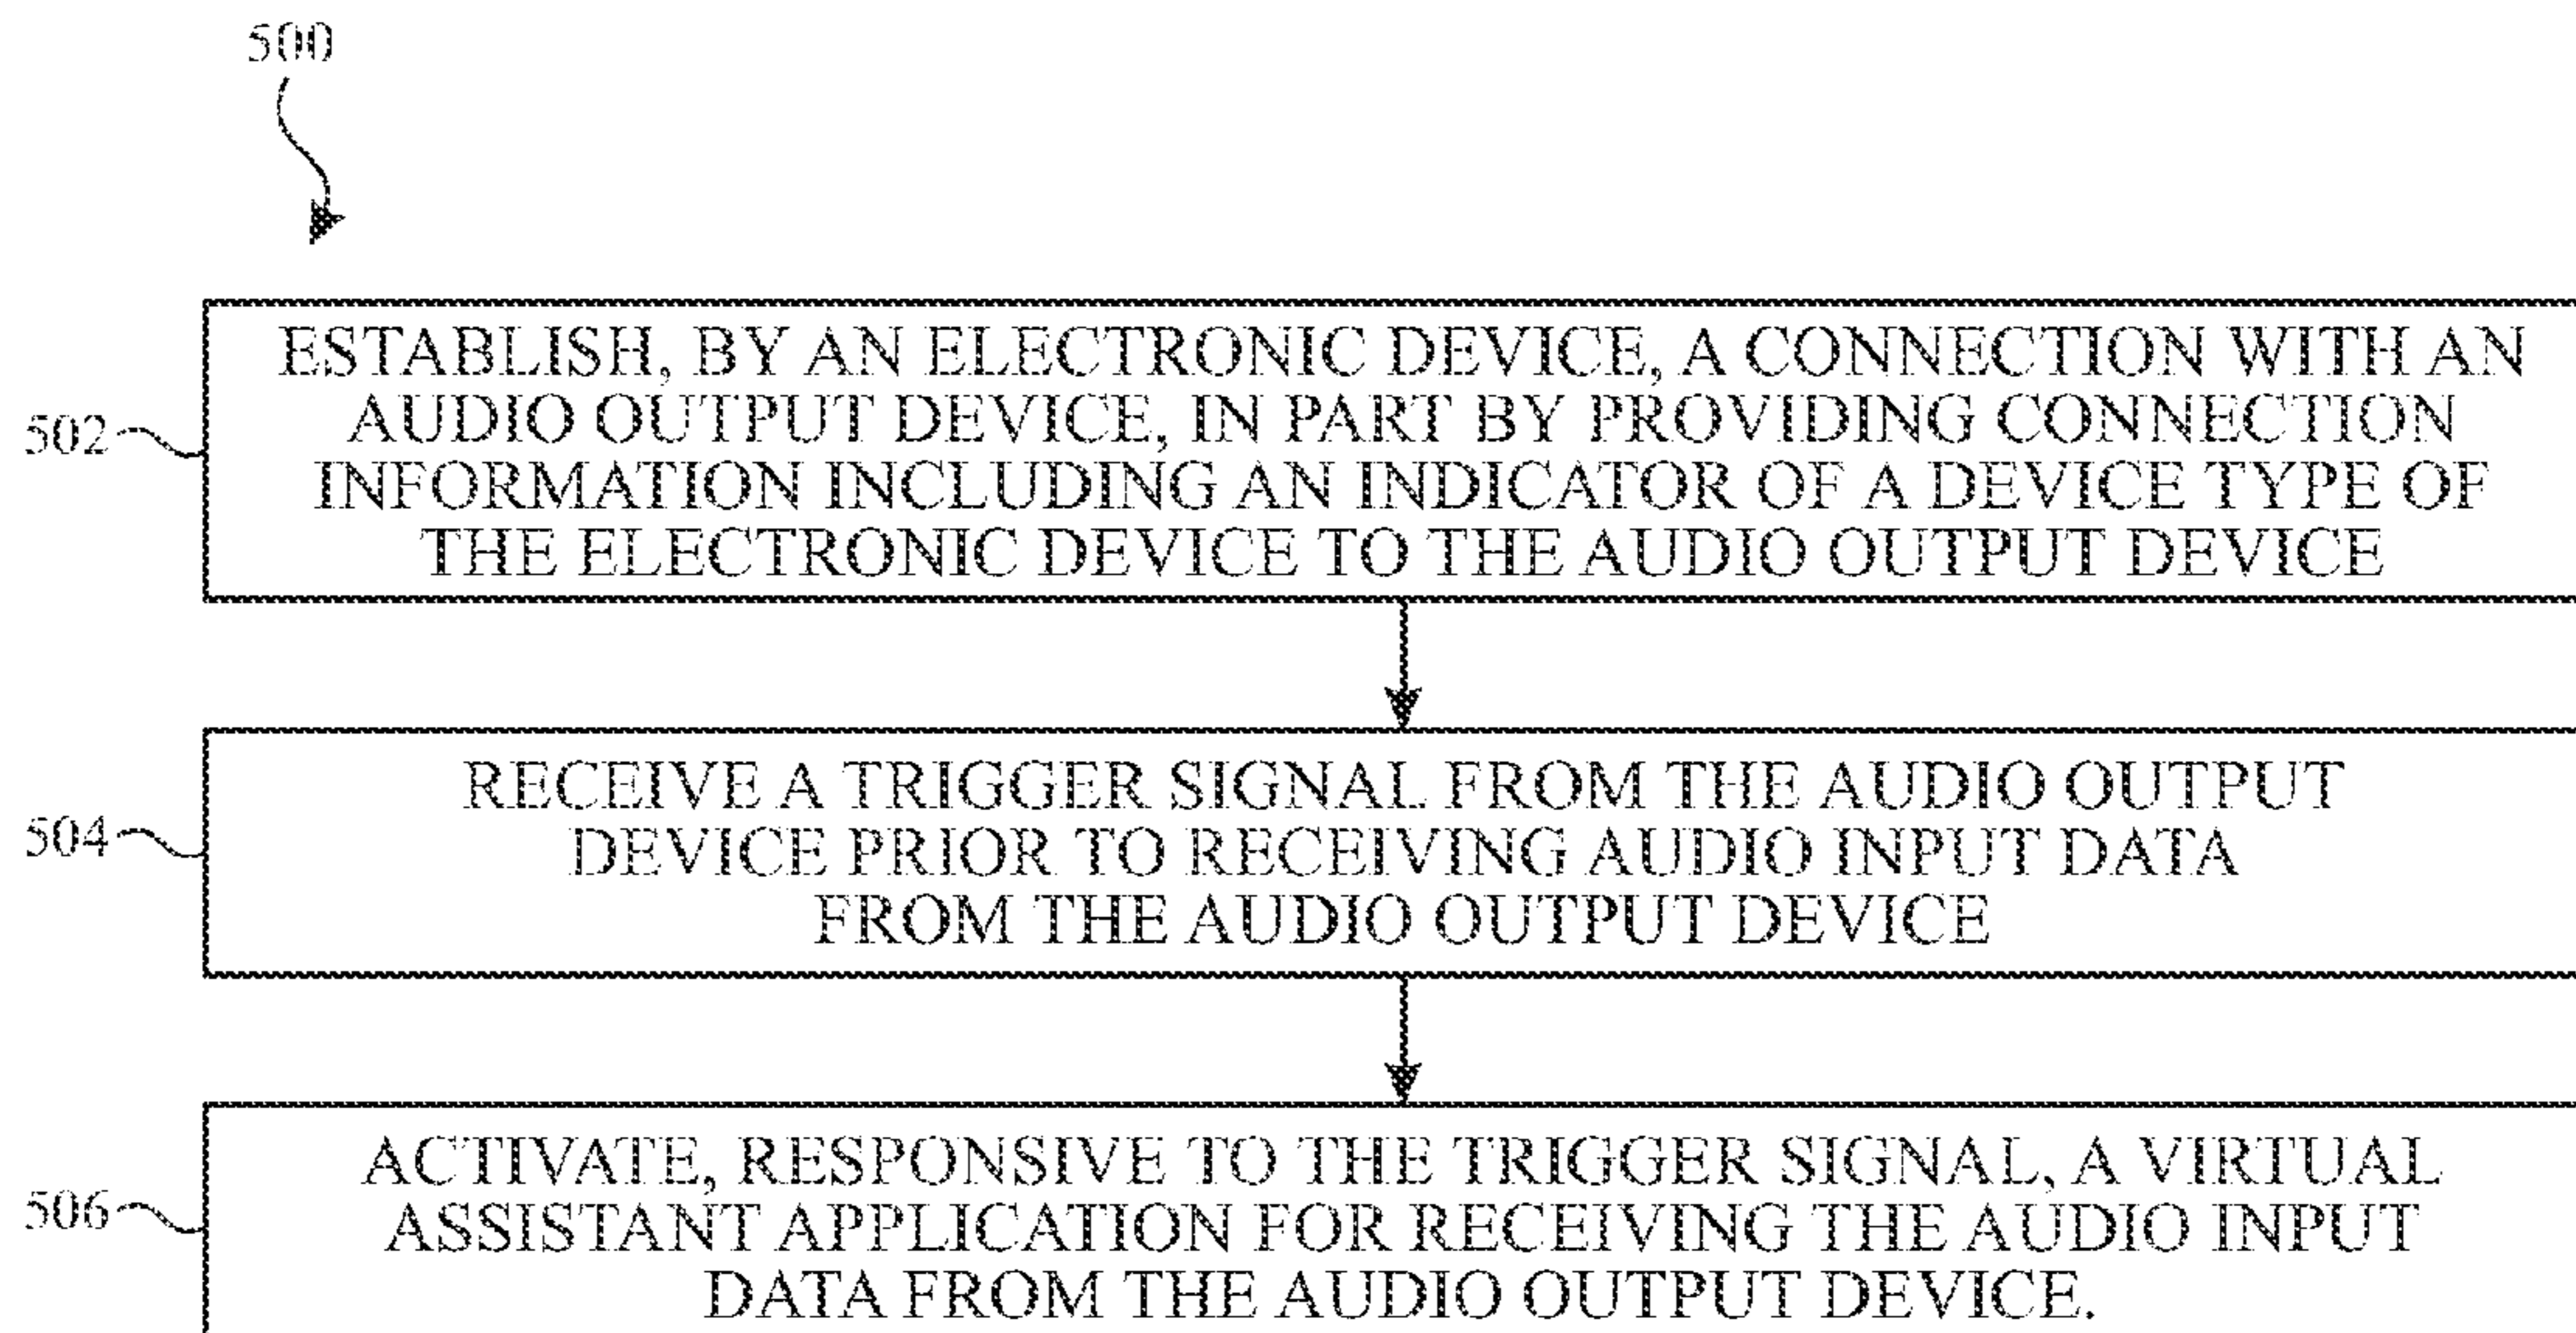 500
502
ESTABLISH, BY AN ELECTRONIC DEVICE, A CONNECTION WITH AN
AUDIO OUTPUT DEVICE, IN PART BY PROVIDING CONNECTION
INFORMATION INCLUDING AN INDICATOR OF A DEVICE TYPE OF
THE ELECTRONIC DEVICE TO THE AUDIO OUTPUT DEVICE
504
RECEIVE A TRIGGER SIGNAL FROM THE AUDIO OUTPUT
DEVICE PRIOR TO RECEIVING AUDIO INPUT DATA
FROM THE AUDIO OUTPUT DEVICE
506
ACTIVATE, RESPONSIVE TO THE TRIGGER SIGNAL, A VIRTUAL
ASSISTANT APPLICATION FOR RECEIVING THE AUDIO INPUT
DATA FROM THE AUDIO OUTPUT DEVICE.